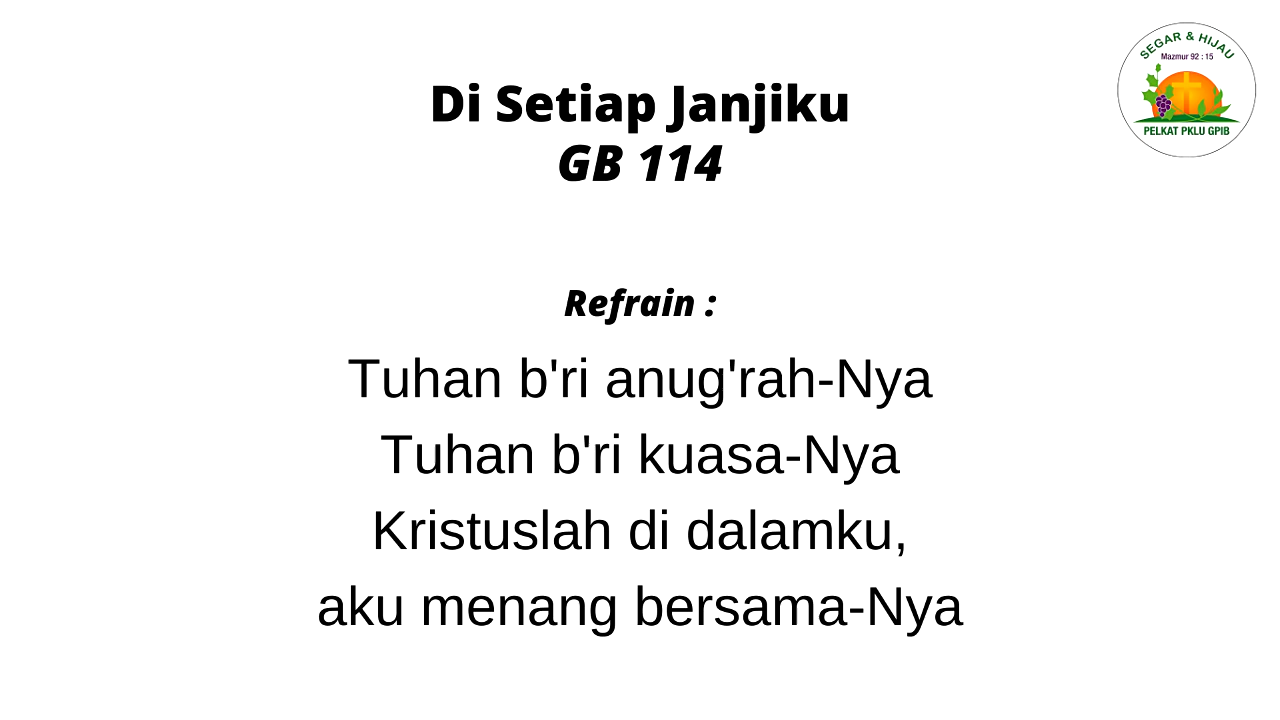 SEGAR & HIJAU
Mazmur 92 : 15
PELKAT PKLU GPIB
Di Setiap Janjiku
GB 114
Refrain :
Tuhan b'ri anug'rah-Nya
Tuhan b'ri kuasa-Nya
Kristuslah di dalamku,
aku menang bersama-Nya